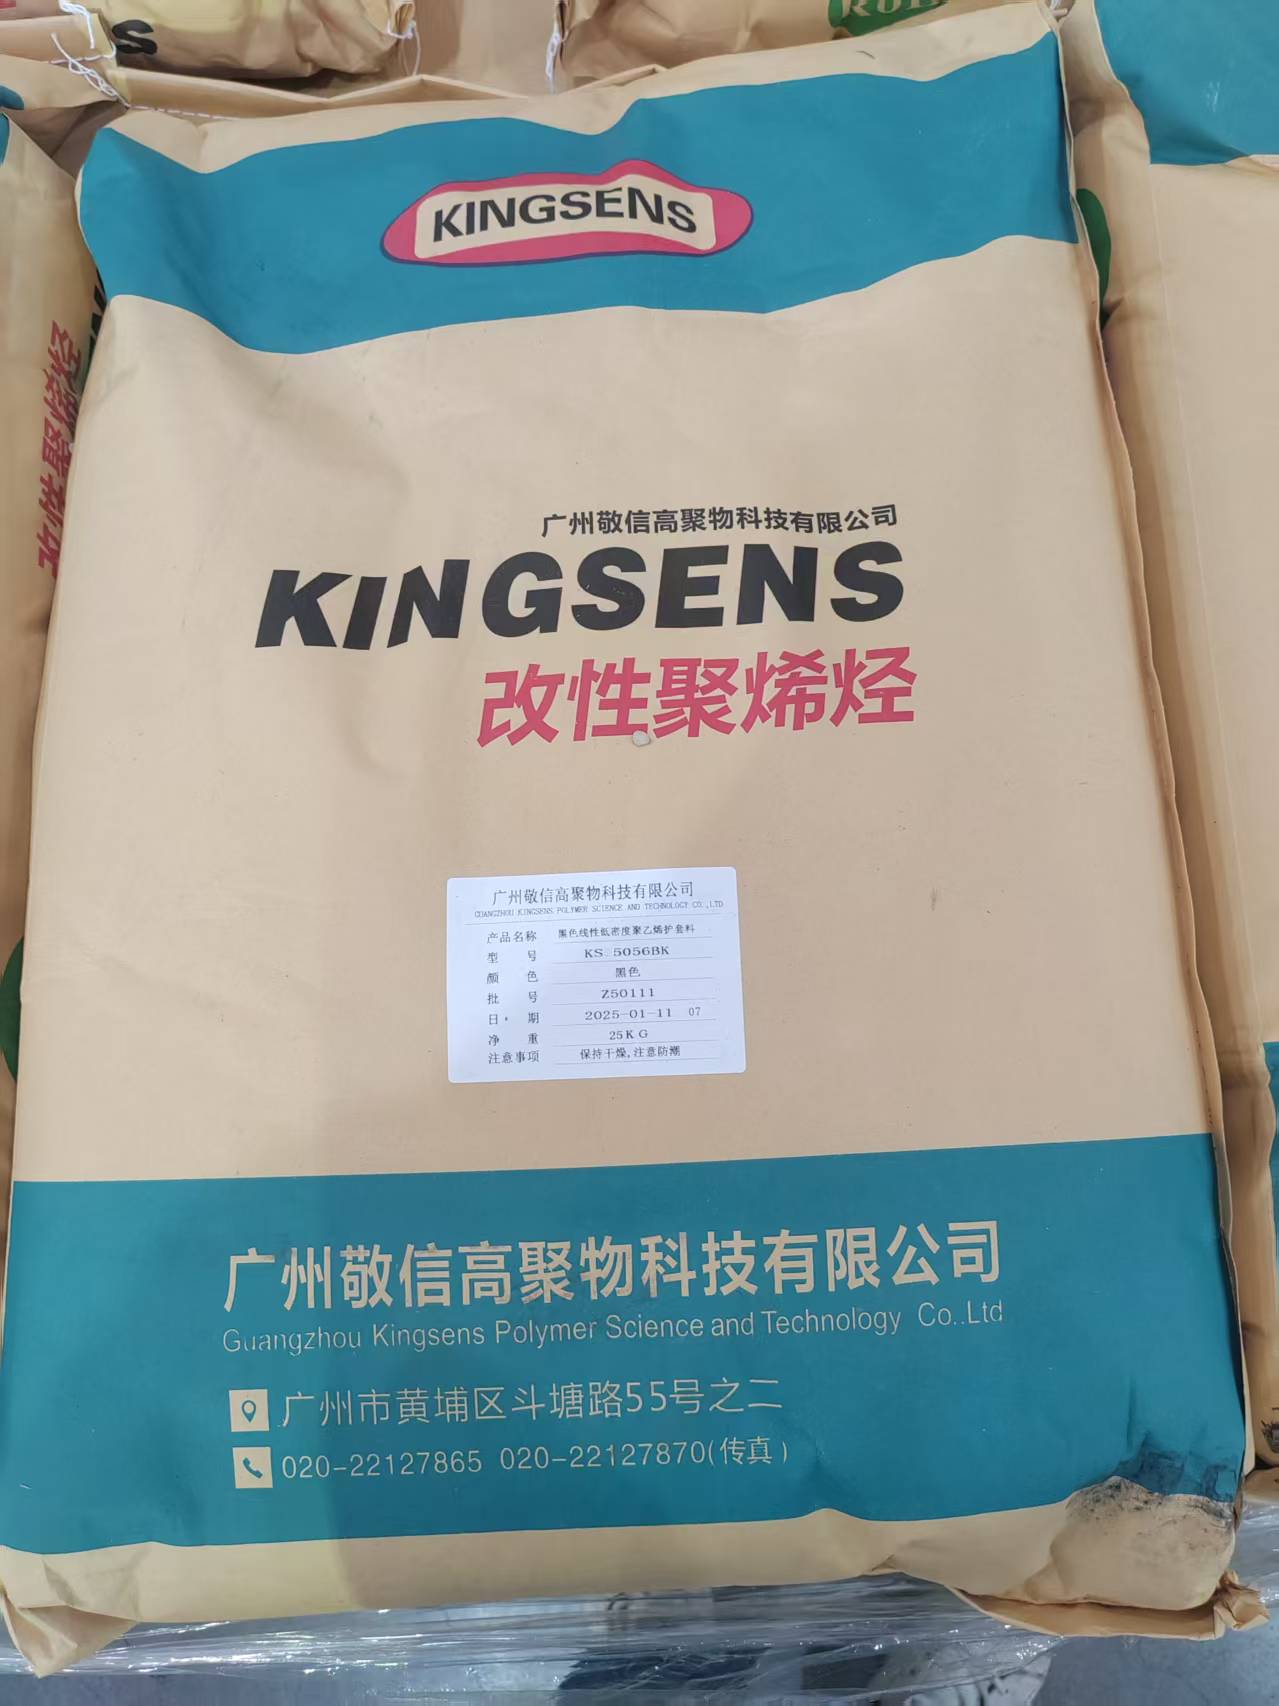 KINGSENS
广州敬信高聚物科技有限公司
KINGSENS
改性聚烯烃
广州敬信高聚物科技有限公司
GUANGZHOU KINGSENS POLYMER SCIENCE AND TECHNOLOGY CO.,LTD
产品名称 黑色线性低密度聚乙烯护套料
型 号 KS-5056BK
颜 色 黑色
批 号 Z50111
日 期 2025-01-11 07
净 重 25KG
注意事项 保持干燥,注意防潮
广州敬信高聚物科技有限公司
Guangzhou Kingsens Polymer Science and Technology Co.,Ltd
广州市黄埔区斗塘路55号之二
020-22127865 020-22127870(传真)